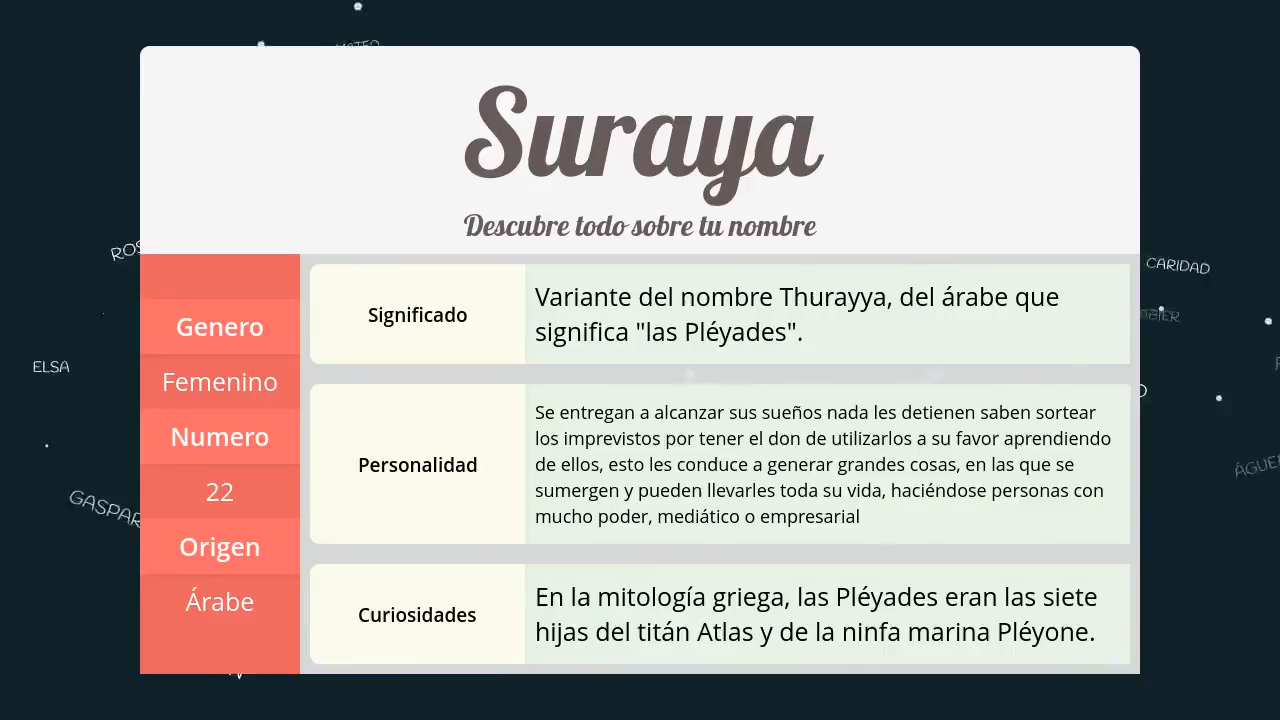 Suraya
Descubre todo sobre tu nombre
CARIDAD
ELSA
GASPAR
Genero
Femenino
Numero
22
Origen
Árabe
Significado
Variante del nombre Thurayya, del árabe que
significa "las Pléyades".
Personalidad
Se entregan a alcanzar sus sueños nada les detienen saben sortear
los imprevistos por tener el don de utilizarlos a su favor aprendiendo
de ellos, esto les conduce a generar grandes cosas, en las que se
sumergen y pueden llevarles toda su vida, haciéndose personas con
mucho poder, mediático o empresarial
Curiosidades
En la mitología griega, las Pléyades eran las siete
hijas del titán Atlas y de la ninfa marina Pléyone.